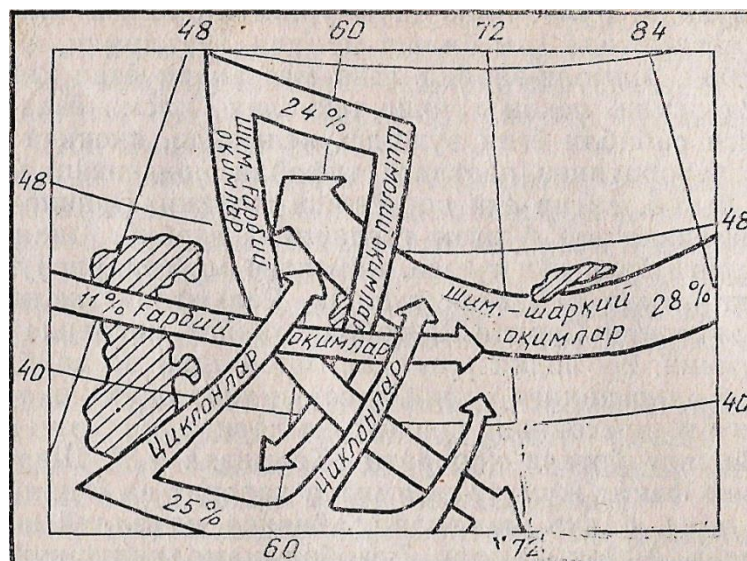 48
60
72
84
24%
Шим. ғарбий
оқимлар
Шимолий оқимлар
48
48
шим.-шарқий
28%
оқимлар
11% Ғарбий
оқимлар
Циклонлар
Циклонлар
40
40
25%
60
72